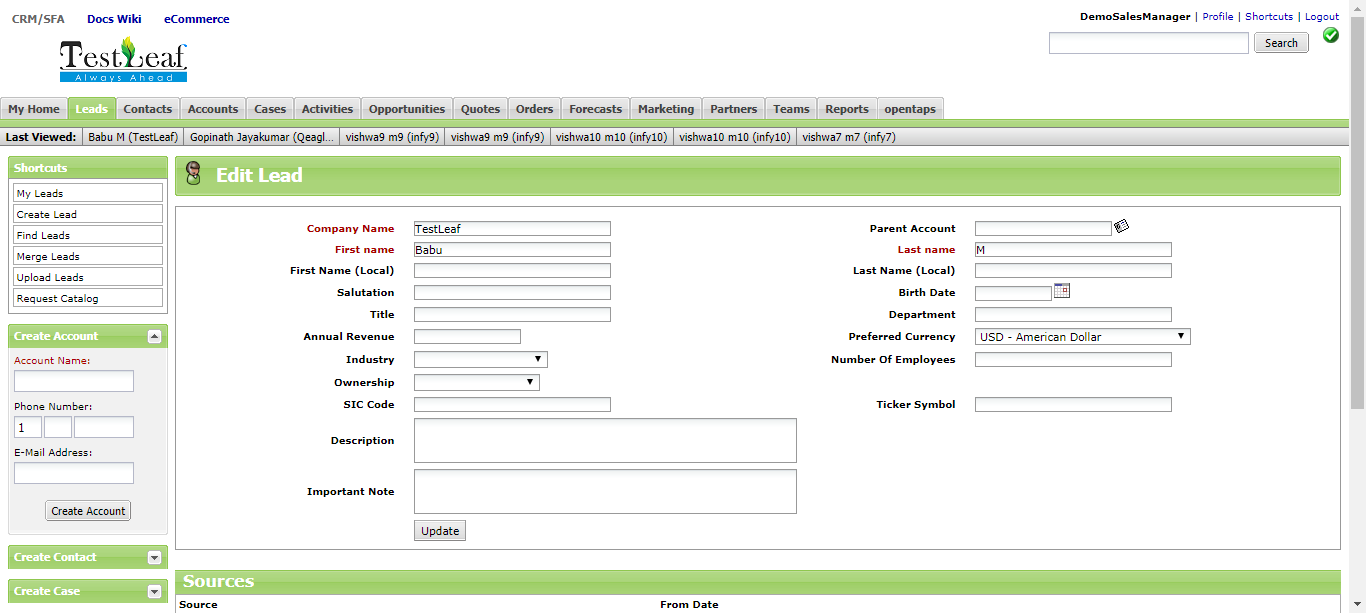 CRM/SFA Docs Wiki eCommerce
DemoSalesManager | Profile | Shortcuts | Logout
TestLeaf
Always Ahead
Search
My Home Leads Contacts Accounts Cases Activities Opportunities Quotes Orders Forecasts Marketing Partners Teams Reports opentaps
Last Viewed: Babu M (TestLeaf) Gopinath Jayakumar (Qeagl... vishwa9 m9 (infy9) vishwa9 m9 (infy9) vishwa10 m10 (infy10) vishwa10 m10 (infy10) vishwa7 m7 (infy7)
Shortcuts
My Leads
Create Lead
Find Leads
Merge Leads
Upload Leads
Request Catalog
Create Account
Account Name:
Phone Number:
1
E-Mail Address:
Create Account
Create Contact
Create Case
Edit Lead
Company Name TestLeaf Parent Account
First name Babu Last name M
First Name (Local) Last Name (Local)
Salutation Birth Date
Title Department
Annual Revenue Preferred Currency USD - American Dollar
Industry Number Of Employees
Ownership
SIC Code Ticker Symbol
Description
Important Note
Update
Sources
Source From Date